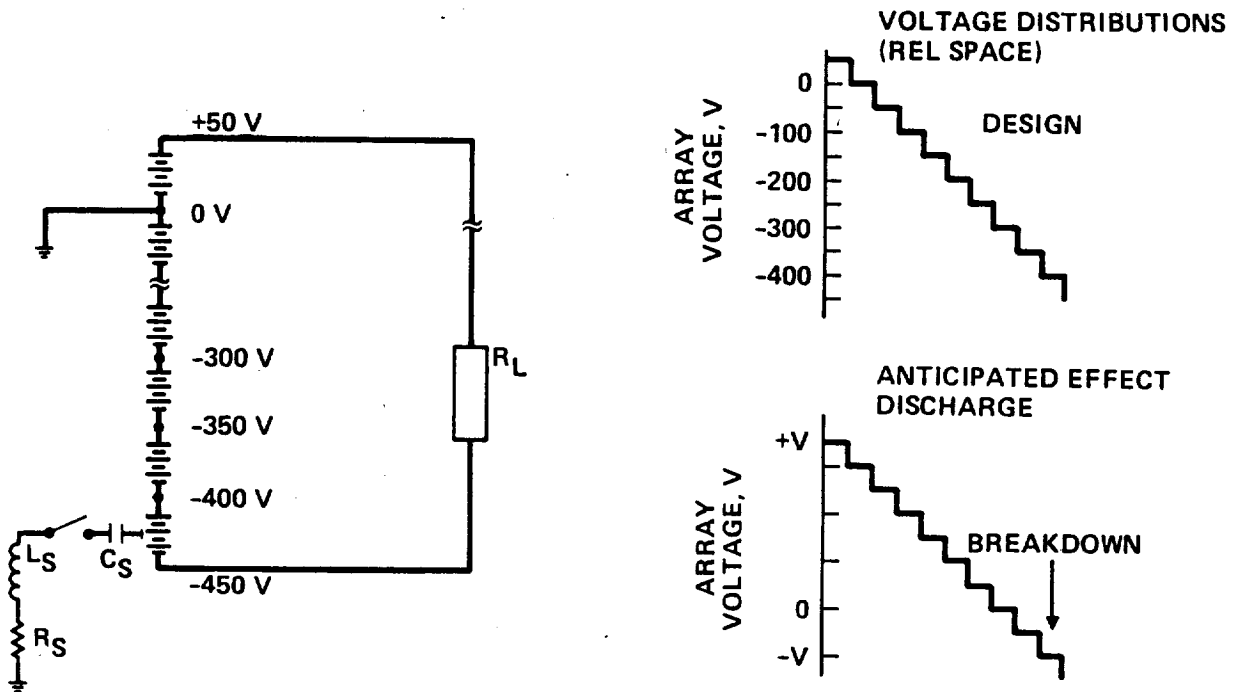 +50 V
0 V
-300 V
-350 V
-400 V
-450 V
R_L
L_S
C_S
R_S
VOLTAGE DISTRIBUTIONS
(REL SPACE)
DESIGN
ARRAY
VOLTAGE, V
0
-100
-200
-300
-400
ANTICIPATED EFFECT
DISCHARGE
BREAKDOWN
ARRAY
VOLTAGE, V
+V
0
-V